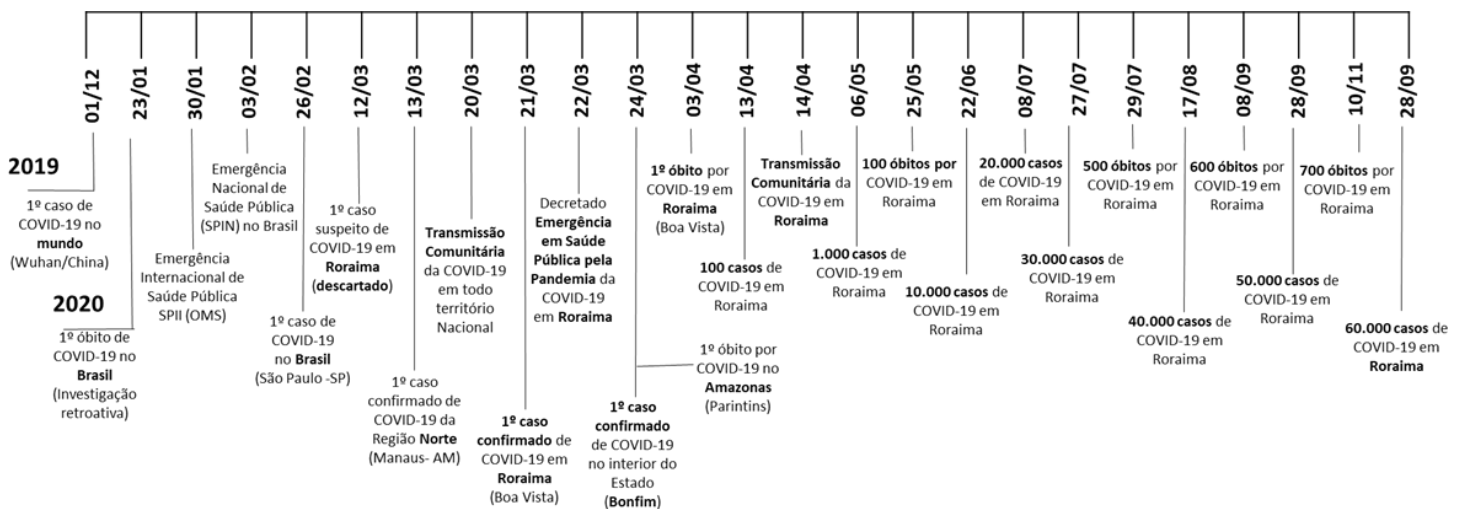 01/12
23/01
30/01
03/02
26/02
12/03
13/03
20/03
21/03
22/03
24/03
03/04
13/04
14/04
06/05
25/05
22/06
08/07
27/07
29/07
17/08
08/09
28/09
10/11
28/09
2019
1º caso de
COVID-19 no
mundo
(Wuhan/China)
2020
1º óbito de
COVID-19 no
Brasil
(Investigação
retroativa)
Emergência
Internacional de
Saúde Pública
SPII (OMS)
Emergência
Nacional de
Saúde Pública
(SPIN) no Brasil
1º caso de
COVID-19
no Brasil
(São Paulo -SP)
1º caso
suspeito de
COVID-19 em
Roraima
(descartado)
1º caso
confirmado de
COVID-19 da
Região Norte
(Manaus- AM)
Transmissão
Comunitária
da COVID-19
em todo
território
Nacional
1º caso
confirmado de
COVID-19 em
Roraima
(Boa Vista)
Decretado
Emergência
em Saúde
Pública pela
Pandemia da
COVID-19
em Roraima
1º caso
confirmado
de COVID-19
no interior do
Estado
(Bonfim)
1º óbito por
COVID-19 no
Amazonas
(Parintins)
1º óbito por
COVID-19 em
Roraima
(Boa Vista)
100 casos de
COVID-19 em
Roraima
Transmissão
Comunitária da
COVID-19 em
Roraima
1.000 casos de
COVID-19 em
Roraima
100 óbitos por
COVID-19 em
Roraima
10.000 casos de
COVID-19 em
Roraima
20.000 casos
de COVID-19
em Roraima
30.000 casos de
COVID-19 em
Roraima
500 óbitos por
COVID-19 em
Roraima
40.000 casos de
COVID-19 em
Roraima
600 óbitos por
COVID-19 em
Roraima
50.000 casos de
COVID-19 em
Roraima
700 óbitos por
COVID-19 em
Roraima
60.000 casos de
COVID-19 em
Roraima